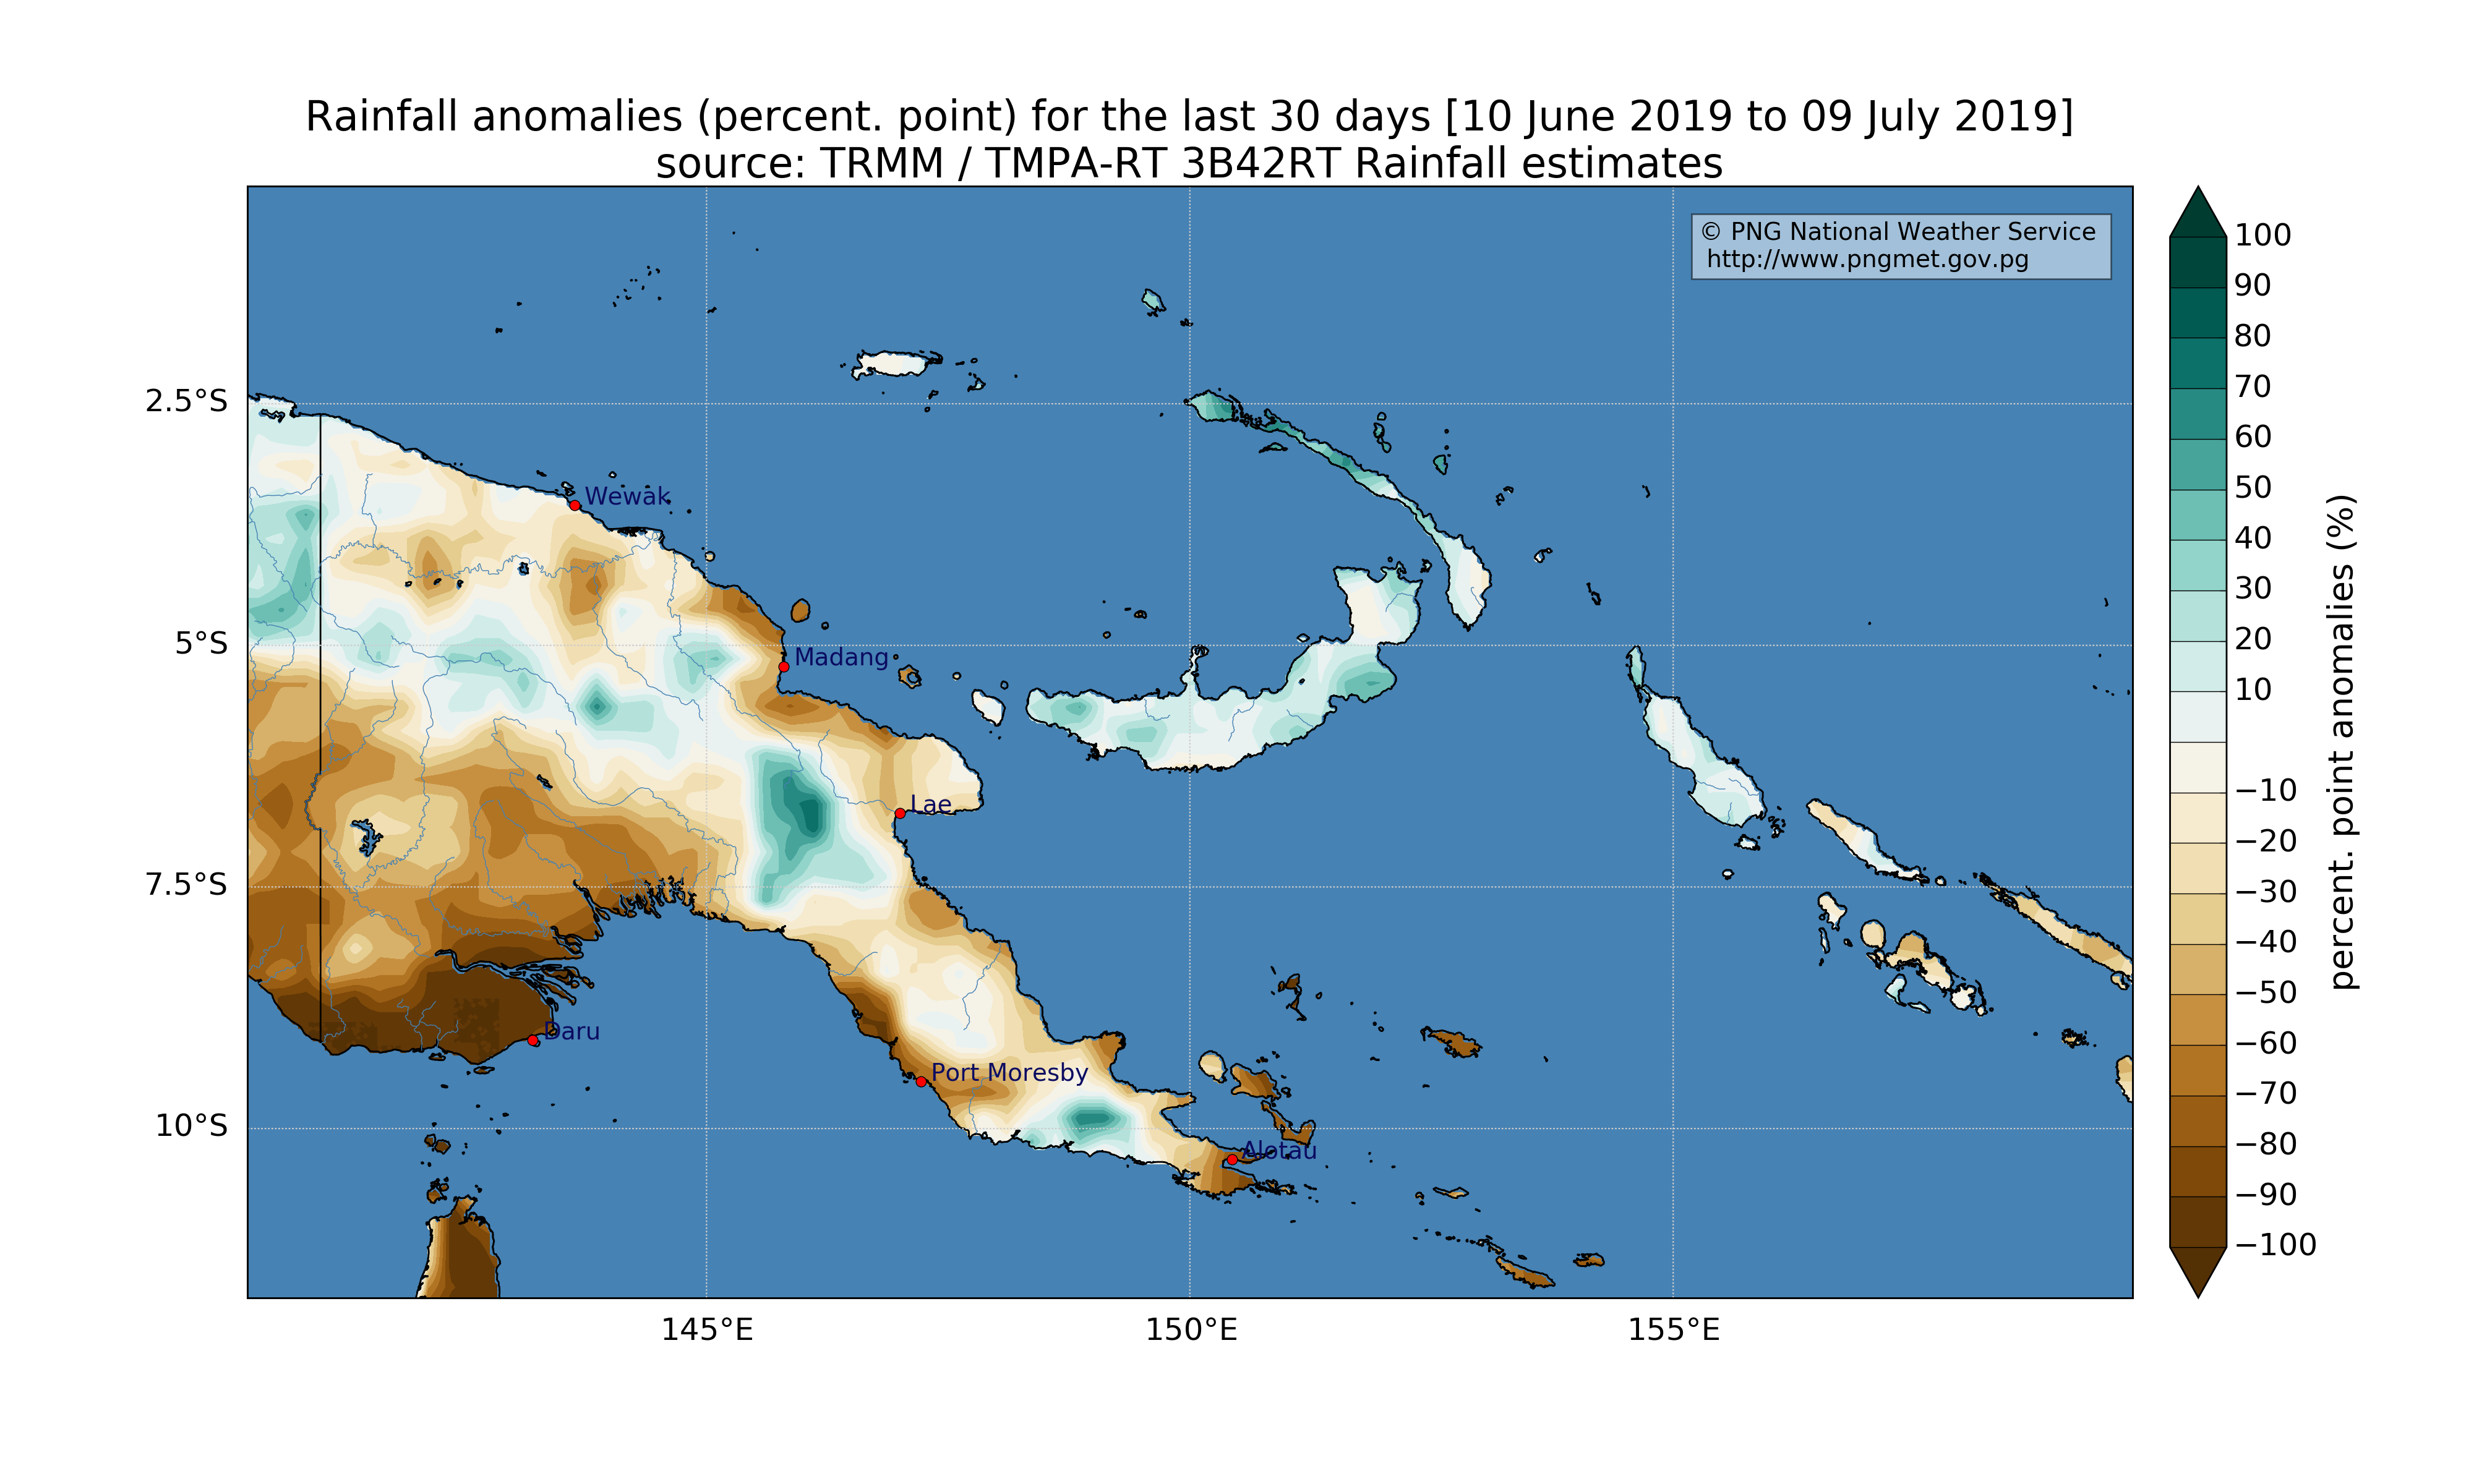 Rainfall anomalies (percent. point) for the last 30 days [10 June 2019 to 09 July 2019]
source: TRMM / TMPA-RT 3B42RT Rainfall estimates
© PNG National Weather Service
http://www.pngmet.gov.pg
2.5°S
5°S
7.5°S
10°S
145°E
150°E
155°E
Wewak
Madang
Lae
Daru
Port Moresby
Alotau
100
90
80
70
60
50
40
30
20
10
−10
−20
−30
−40
−50
−60
−70
−80
−90
−100
percent. point anomalies (%)